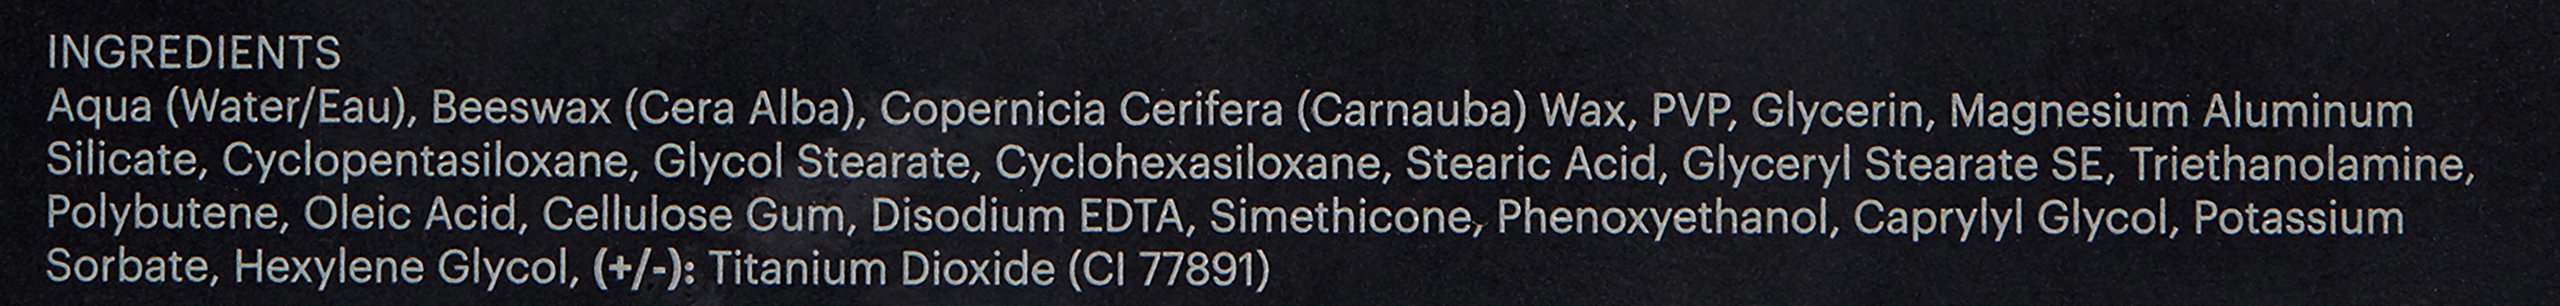 INGREDIENTS
Aqua (Water/Eau), Beeswax (Cera Alba), Copernicia Cerifera (Carnauba) Wax, PVP, Glycerin, Magnesium Aluminum
Silicate, Cyclopentasiloxane, Glycol Stearate, Cyclohexasiloxane, Stearic Acid, Glyceryl Stearate SE, Triethanolamine,
Polybutene, Oleic Acid, Cellulose Gum, Disodium EDTA, Simethicone, Phenoxyethanol, Caprylyl Glycol, Potassium
Sorbate, Hexylene Glycol, (+/-): Titanium Dioxide (CI 77891)